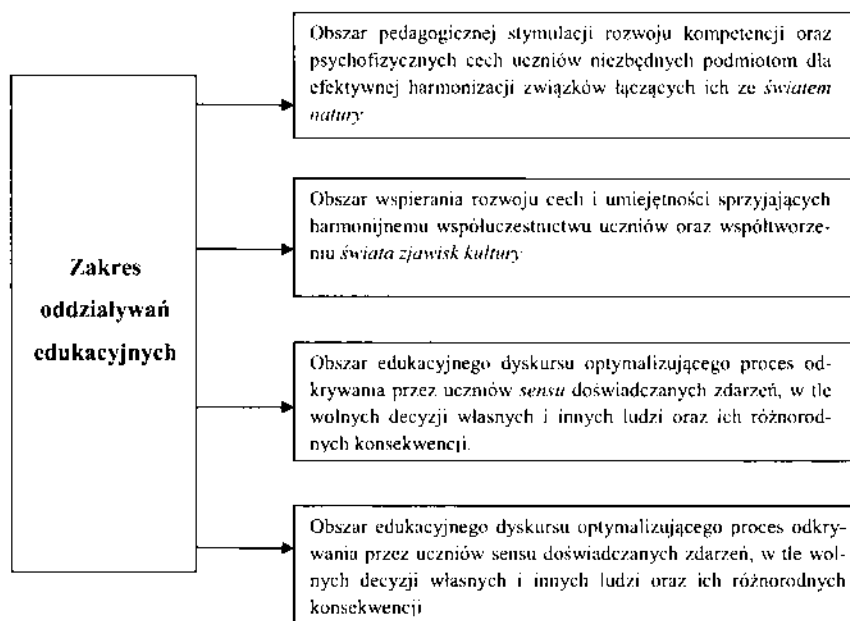 Zakres
oddziaływań
edukacyjnych
Obszar pedagogicznej stymulacji rozwoju kompetencji oraz
psychofizycznych cech uczniów niezbędnych podmiotom dla
efektywnej harmonizacji związków łączących ich ze światem
natury
Obszar wspierania rozwoju cech i umiejętności sprzyjających
harmonijnemu współuczestnictwu uczniów oraz współtworze-
niu świata zjawisk kultury
Obszar edukacyjnego dyskursu optymalizującego proces od-
krywania przez uczniów sensu doświadczanych zdarzeń, w tle
wolnych decyzji własnych i innych ludzi oraz ich różnorod-
nych konsekwencji.
Obszar edukacyjnego dyskursu optymalizującego proces odkry-
wania przez uczniów sensu doświadczanych zdarzeń, w tle wol-
nych decyzji własnych i innych ludzi oraz ich różnorodnych
konsekwencji